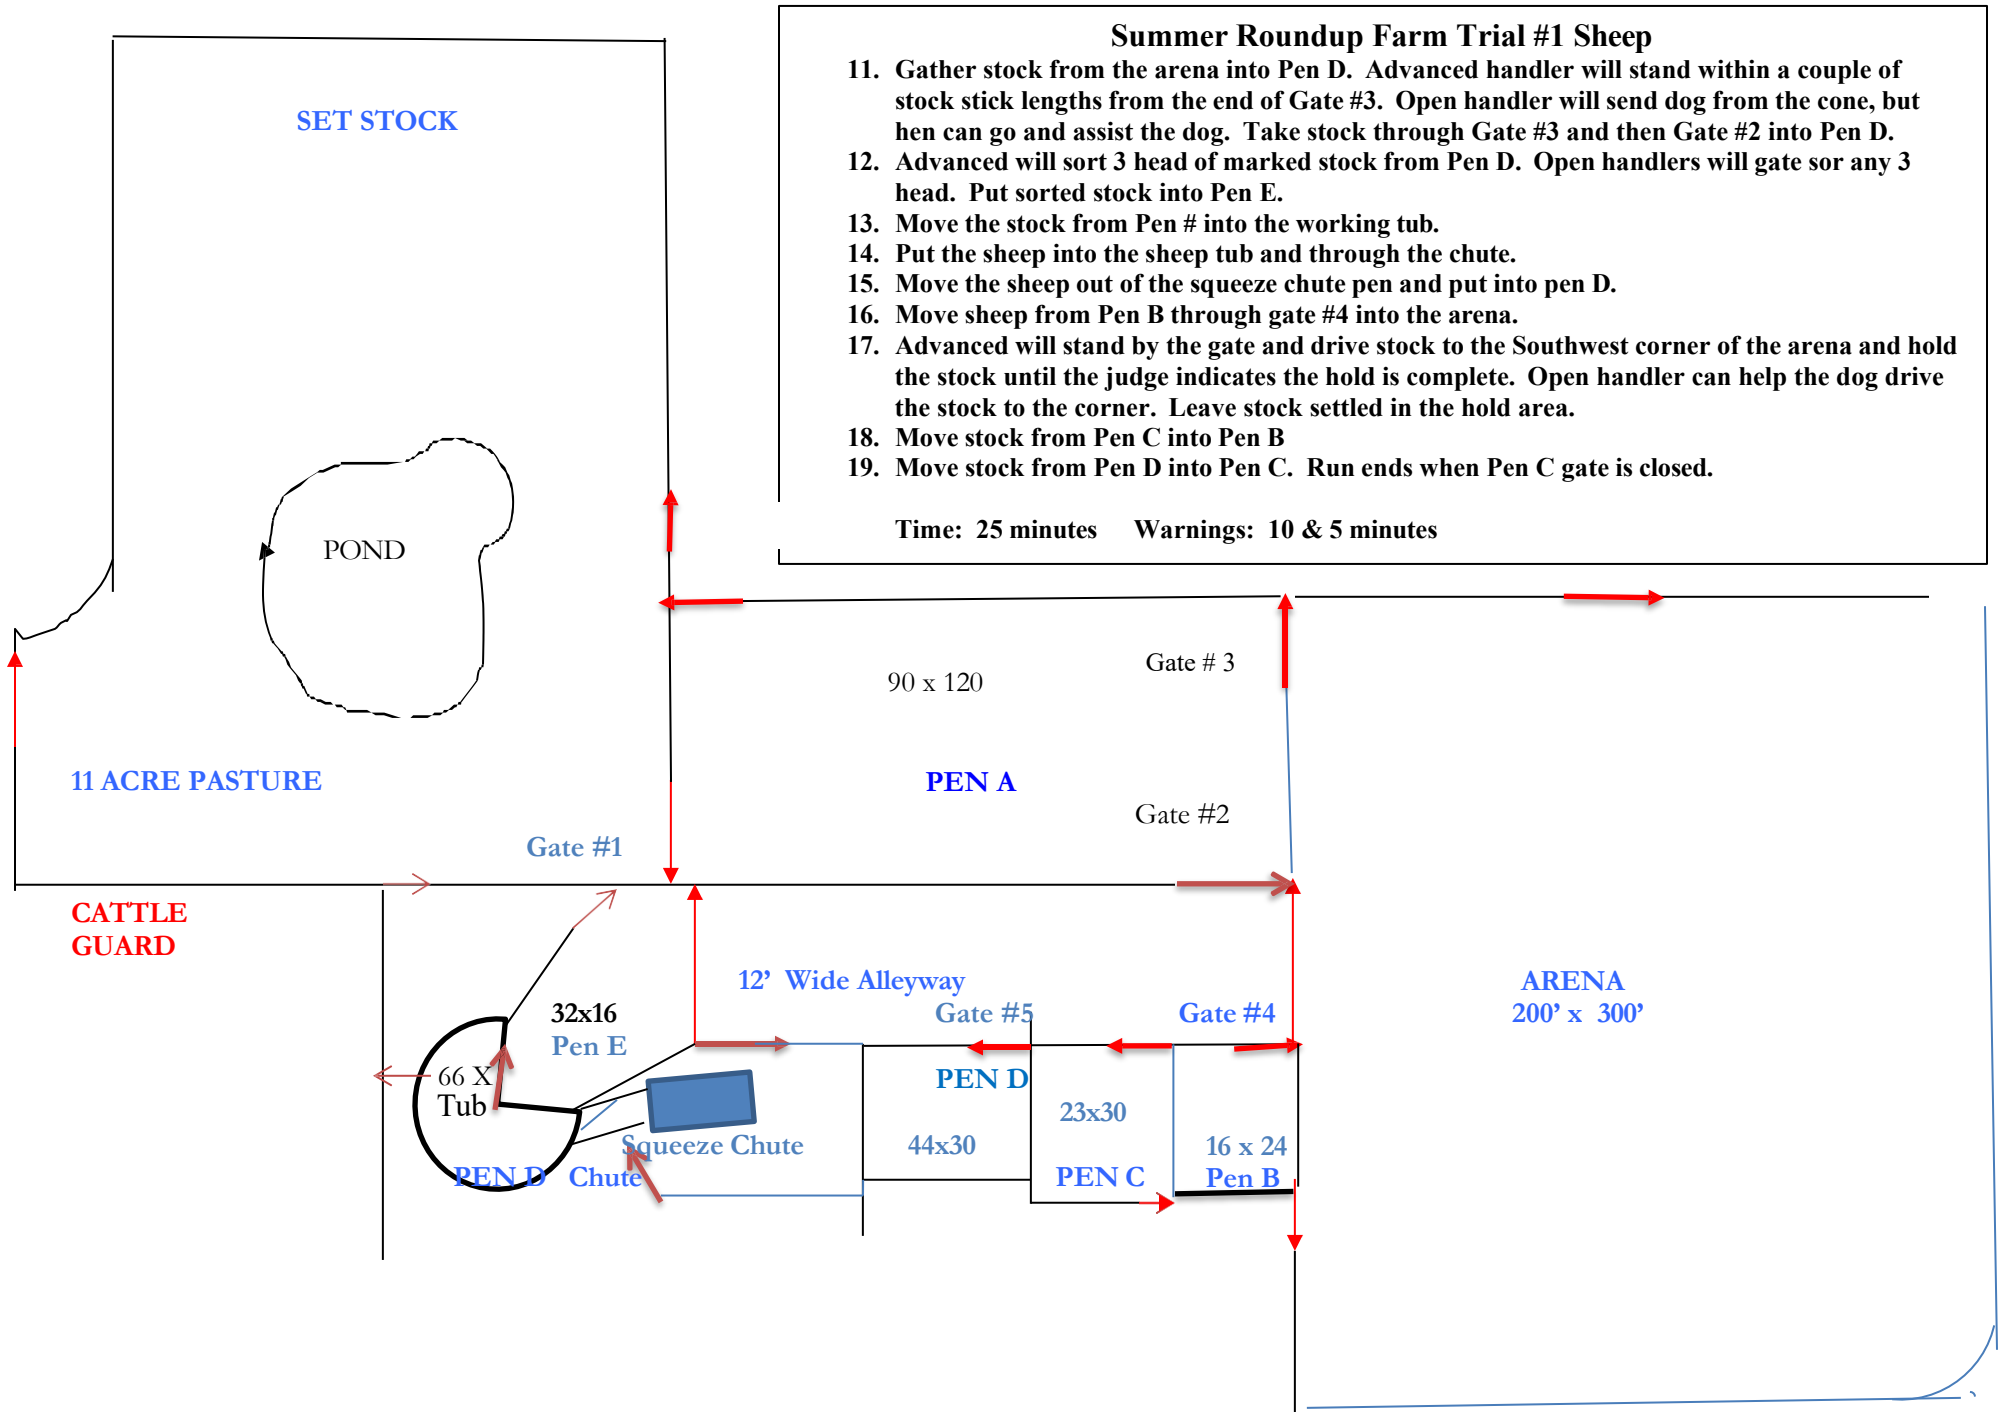 Summer Roundup Farm Trial #1 Sheep
11. Gather stock from the arena into Pen D. Advanced handler will stand within a couple of
stock stick lengths from the end of Gate #3. Open handler will send dog from the cone, but
hen can go and assist the dog. Take stock through Gate #3 and then Gate #2 into Pen D.
12. Advanced will sort 3 head of marked stock from Pen D. Open handlers will gate sor any 3
head. Put sorted stock into Pen E.
13. Move the stock from Pen # into the working tub.
14. Put the sheep into the sheep tub and through the chute.
15. Move the sheep out of the squeeze chute pen and put into pen D.
16. Move sheep from Pen B through gate #4 into the arena.
17. Advanced will stand by the gate and drive stock to the Southwest corner of the arena and hold
the stock until the judge indicates the hold is complete. Open handler can help the dog drive
the stock to the corner. Leave stock settled in the hold area.
18. Move stock from Pen C into Pen B
19. Move stock from Pen D into Pen C. Run ends when Pen C gate is closed.
Time: 25 minutes Warnings: 10 & 5 minutes
SET STOCK
POND
Gate # 3
90 x 120
11 ACRE PASTURE
PEN A
Gate #2
Gate #1
CATTLE
GUARD
12' Wide Alleyway
ARENA
200' x 300'
32x16
Pen E
Gate #5
Gate #4
66 X
Tub
PEN D
23x30
Squeeze Chute
44x30
16 x 24
PEN D Chute
PEN C
Pen B